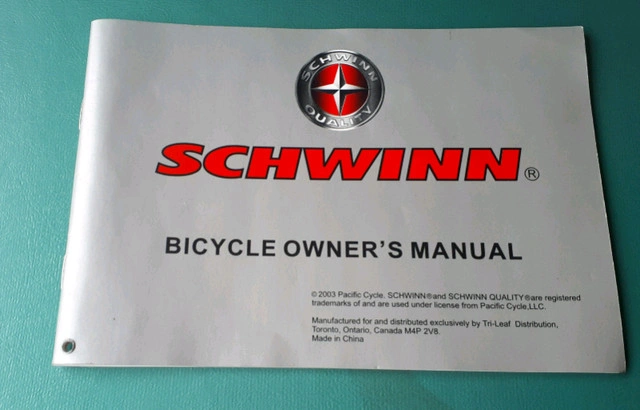 SCHWINN
QUALITY
SCHWINN®
BICYCLE OWNER'S MANUAL
© 2003 Pacific Cycle. SCHWINN® and SCHWINN QUALITY® are registered
trademarks of and are used under license from Pacific Cycle,LLC.
Manufactured for and distributed exclusively by Tri-Leaf Distribution,
Toronto, Ontario, Canada M4P 2V8.
Made in China